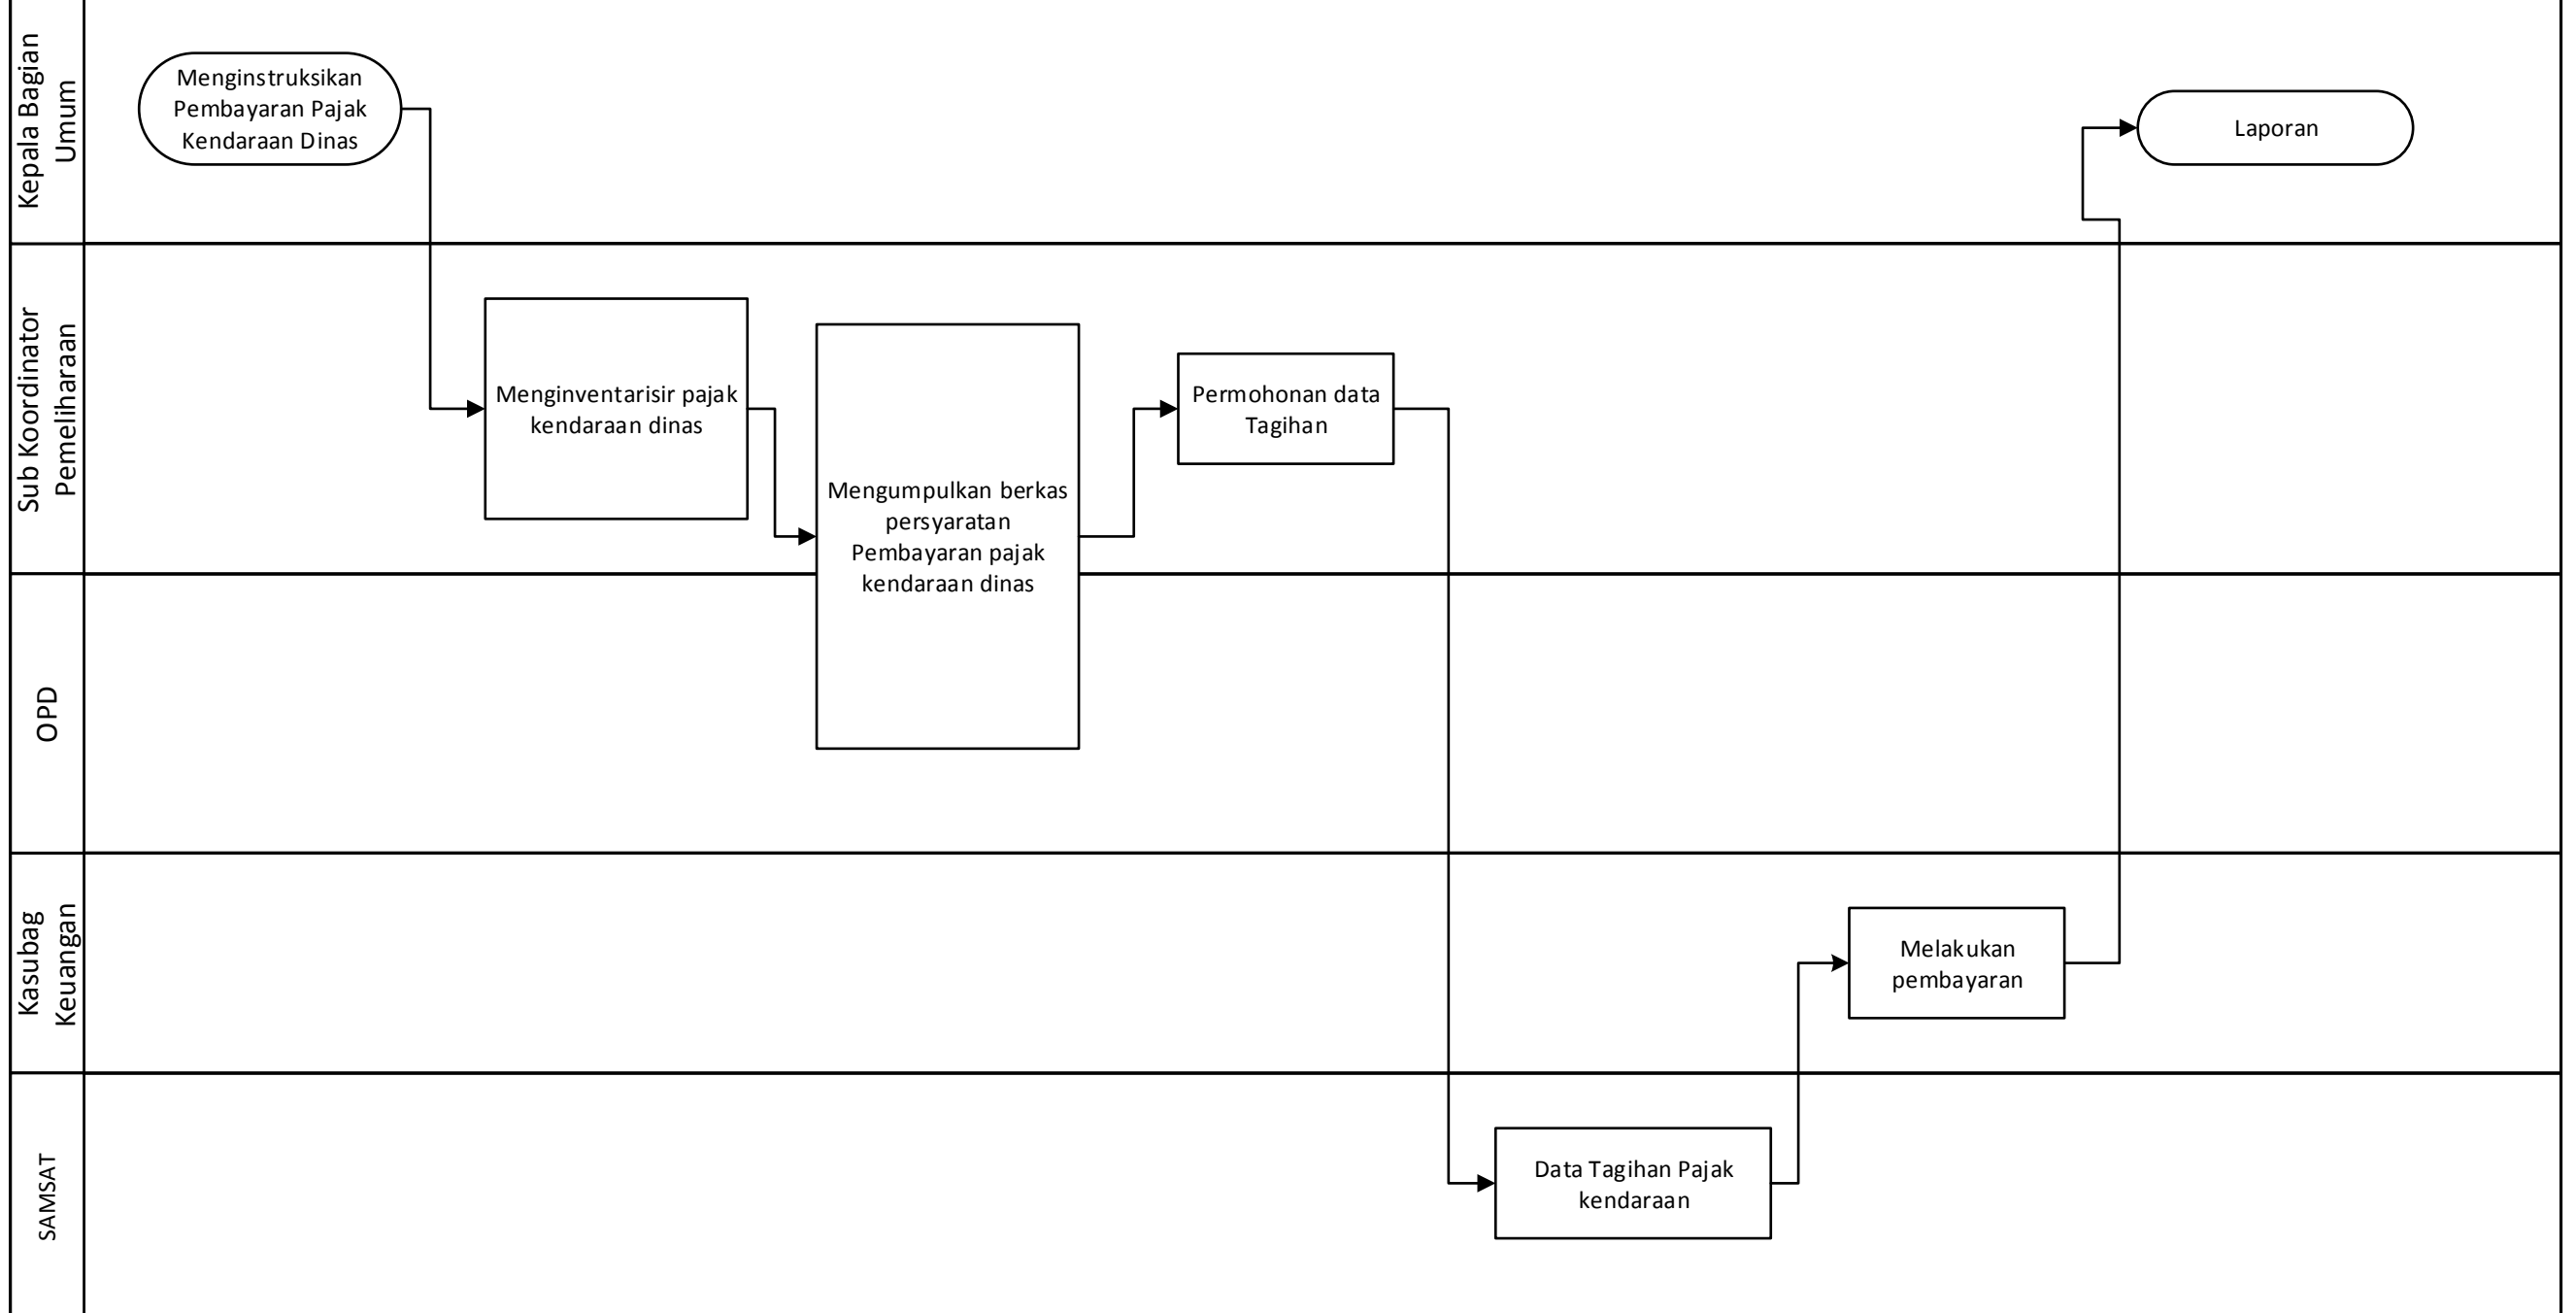 Kepala Bagian
Umum
Menginstruksikan
Pembayaran Pajak
Kendaraan Dinas
Laporan
Sub Koordinator
Pemeliharaan
Menginventarisir pajak
kendaraan dinas
Mengumpulkan berkas
persyaratan
Pembayaran pajak
kendaraan dinas
Permohonan data
Tagihan
OPD
Kasubag
Keuangan
Melakukan
pembayaran
SAMSAT
Data Tagihan Pajak
kendaraan